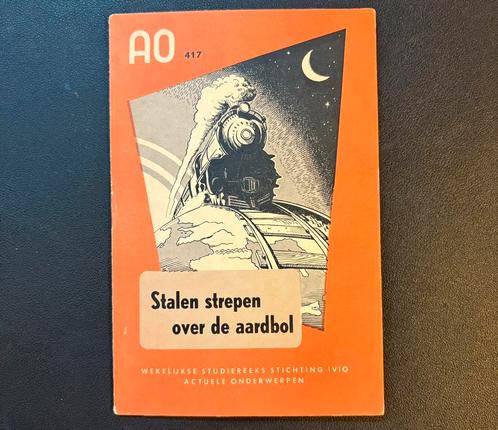 AO 417
Stalen strepen
over de aardbol
WEKELIJKSE STUDIEREEKS STICHTING IVIO
ACTUELE ONDERWERPEN